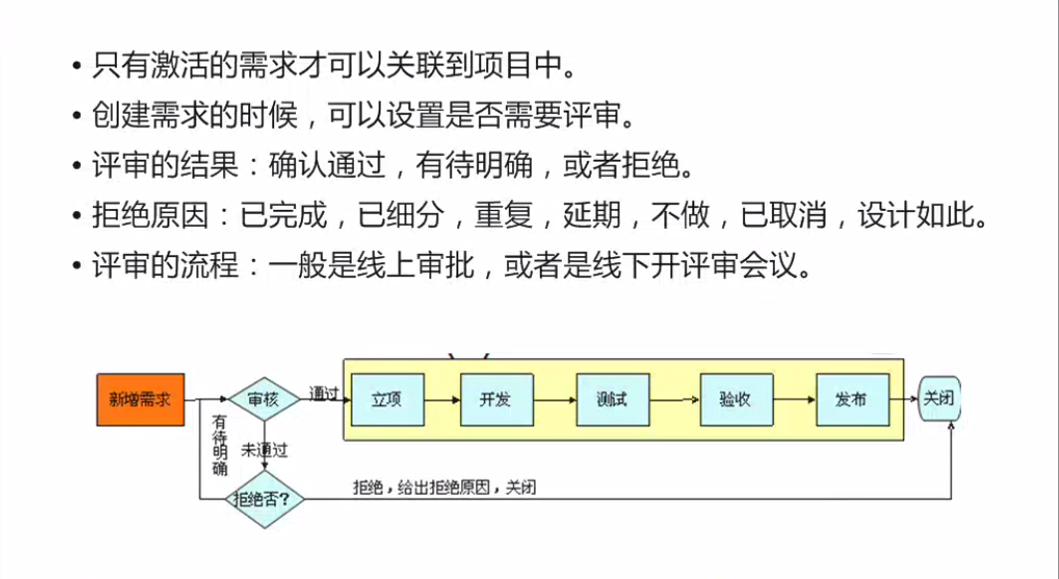 • 只有激活的需求才可以关联到项目中。
• 创建需求的时候，可以设置是否需要评审。
• 评审的结果：确认通过，有待明确，或者拒绝。
• 拒绝原因：已完成，已细分，重复，延期，不做，已取消，设计如此。
• 评审的流程：一般是线上审批，或者是线下开评审会议。
新增需求
审核
通过
立项
开发
测试
验收
发布
关闭
有待明确
未通过
拒绝否?
拒绝，给出拒绝原因，关闭